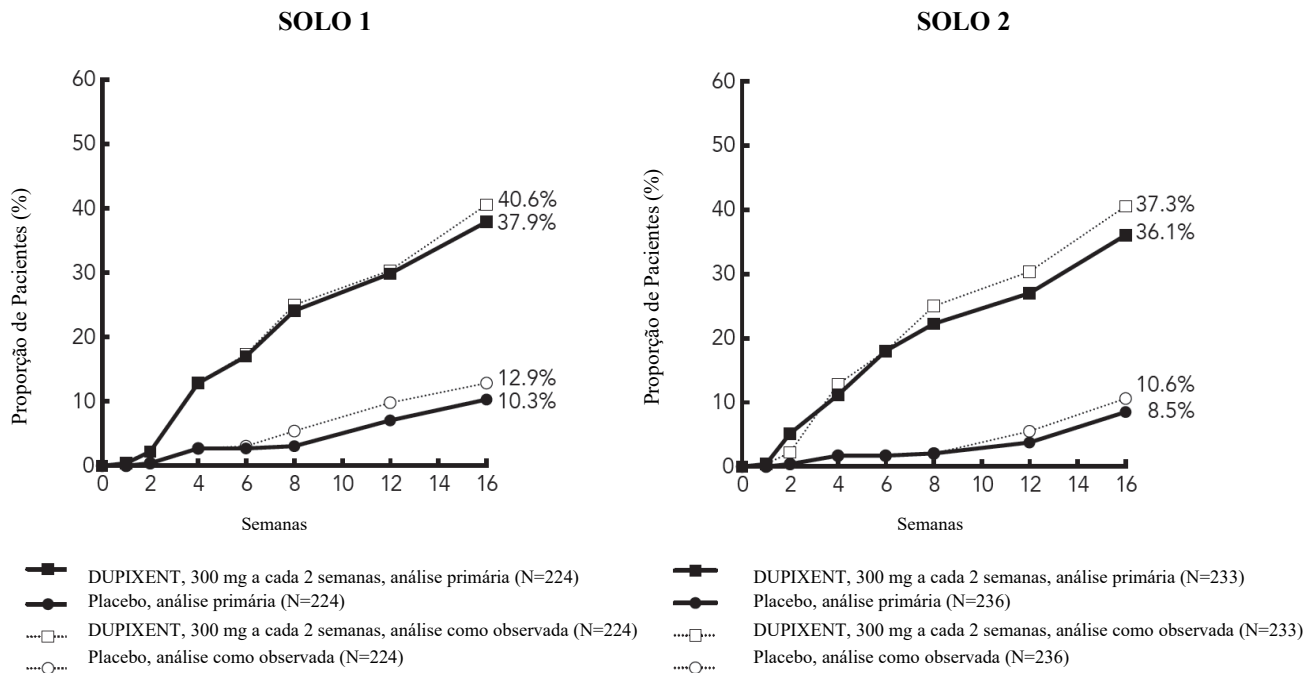 SOLO 1
60
50
40
30
20
10
0
Proporção de Pacientes (%)
40.6%
37.9%
12.9%
10.3%
0 2 4 6 8 10 12 14 16
Semanas
DUPIXENT, 300 mg a cada 2 semanas, análise primária (N=224)
Placebo, análise primária (N=224)
DUPIXENT, 300 mg a cada 2 semanas, análise como observada (N=224)
Placebo, análise como observada (N=224)
SOLO 2
60
50
40
30
20
10
0
Proporção de Pacientes (%)
37.3%
36.1%
10.6%
8.5%
0 2 4 6 8 10 12 14 16
Semanas
DUPIXENT, 300 mg a cada 2 semanas, análise primária (N=233)
Placebo, análise primária (N=236)
DUPIXENT, 300 mg a cada 2 semanas, análise como observada (N=233)
Placebo, análise como observada (N=236)